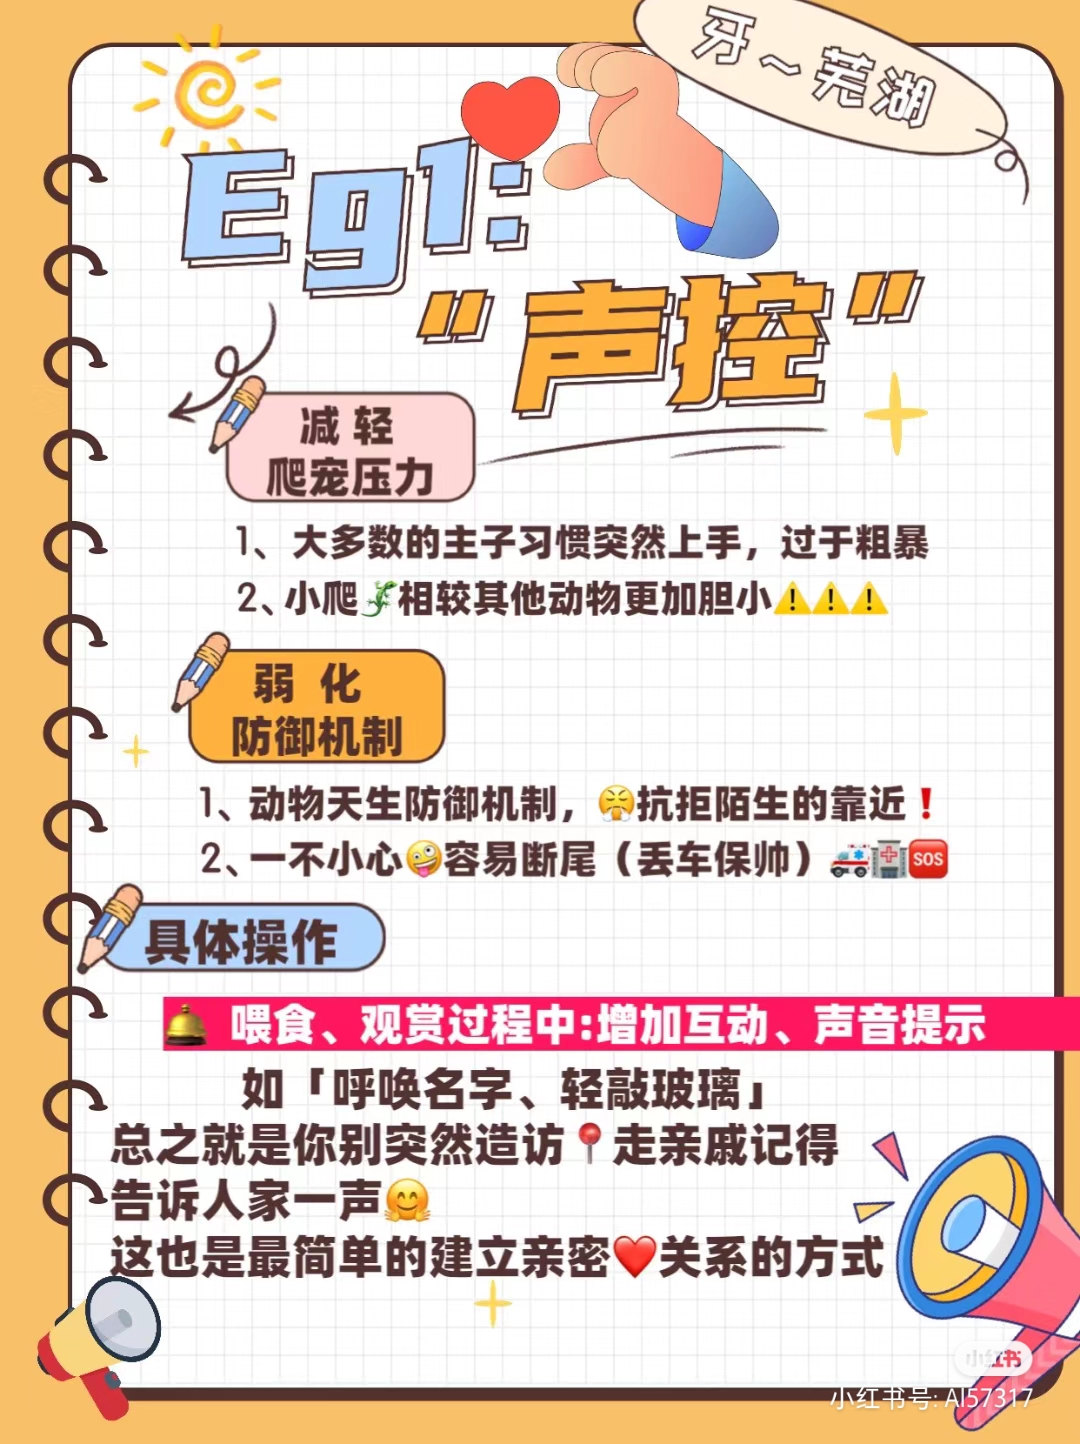 牙～芜湖
Eg1:
“声控”
减 轻
爬宠压力
1、大多数的主子习惯突然上手，过于粗暴
2、小爬🦎相较其他动物更加胆小⚠️⚠️⚠️
弱 化
防御机制
1、动物天生防御机制，😤抗拒陌生的靠近❗
2、一不小心🤪容易断尾（丢车保帅）🚑🏥🆘
具体操作
🛎️ 喂食、观赏过程中:增加互动、声音提示
如「呼唤名字、轻敲玻璃」
总之就是你别突然造访📍走亲戚记得
告诉人家一声🤗
这也是最简单的建立亲密❤️关系的方式
小红书
小红书号: AI57317